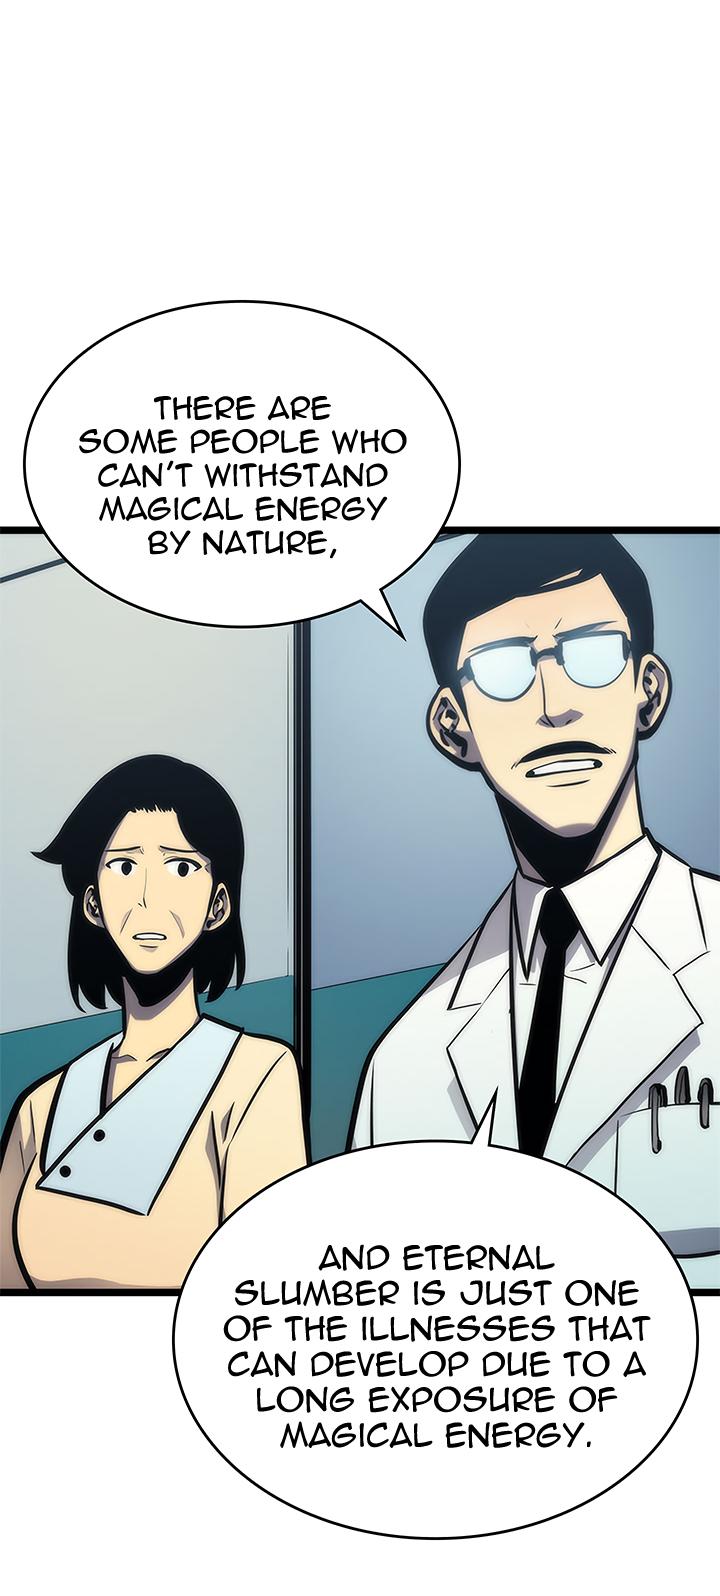 THERE ARE
SOME PEOPLE WHO
CAN'T WITHSTAND
MAGICAL ENERGY
BY NATURE,
AND ETERNAL
SLUMBER IS JUST ONE
OF THE ILLNESSES THAT
CAN DEVELOP DUE TO A
LONG EXPOSURE OF
MAGICAL ENERGY.